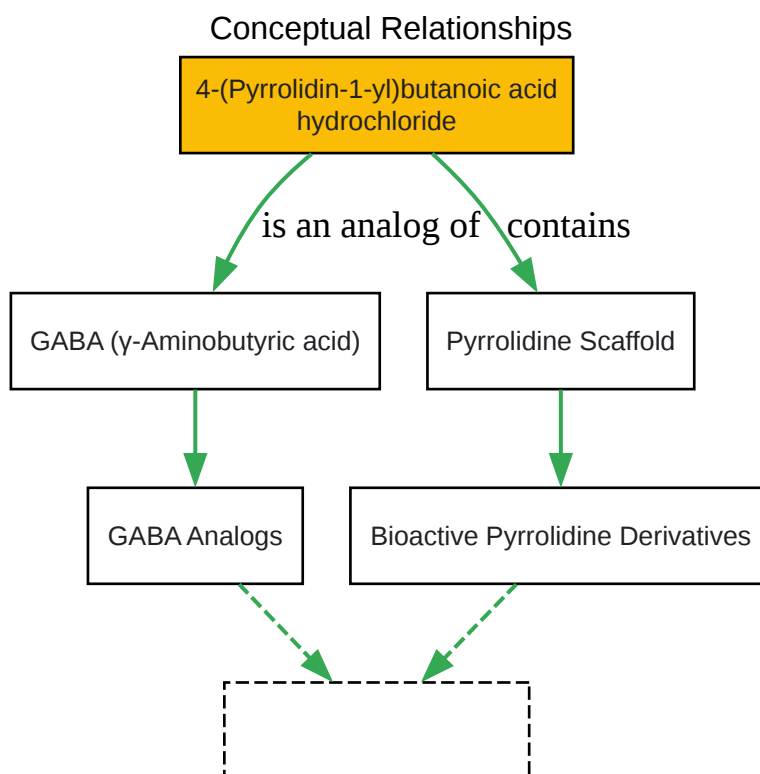 Conceptual Relationships
4-(Pyrrolidin-1-yl)butanoic acid
hydrochloride
is an analog of
contains
GABA (γ-Aminobutyric acid)
Pyrrolidine Scaffold
GABA Analogs
Bioactive Pyrrolidine Derivatives